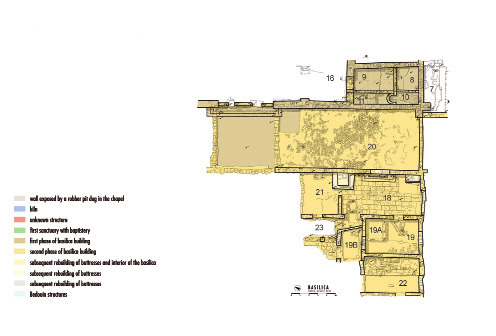 16
9
8
7
10
20
21
18
23
19A
19
19B
22
wall exposed by a robber pit dug in the chapel
kiln
unknown structure
first sanctuary with baptistery
first phase of basilica building
second phase of basilica building
subsequent rebuilding of buttresses and interior of the basilica
subsequent rebuilding of buttresses
subsequent rebuilding of buttresses
Bedouin structures
BASILICA